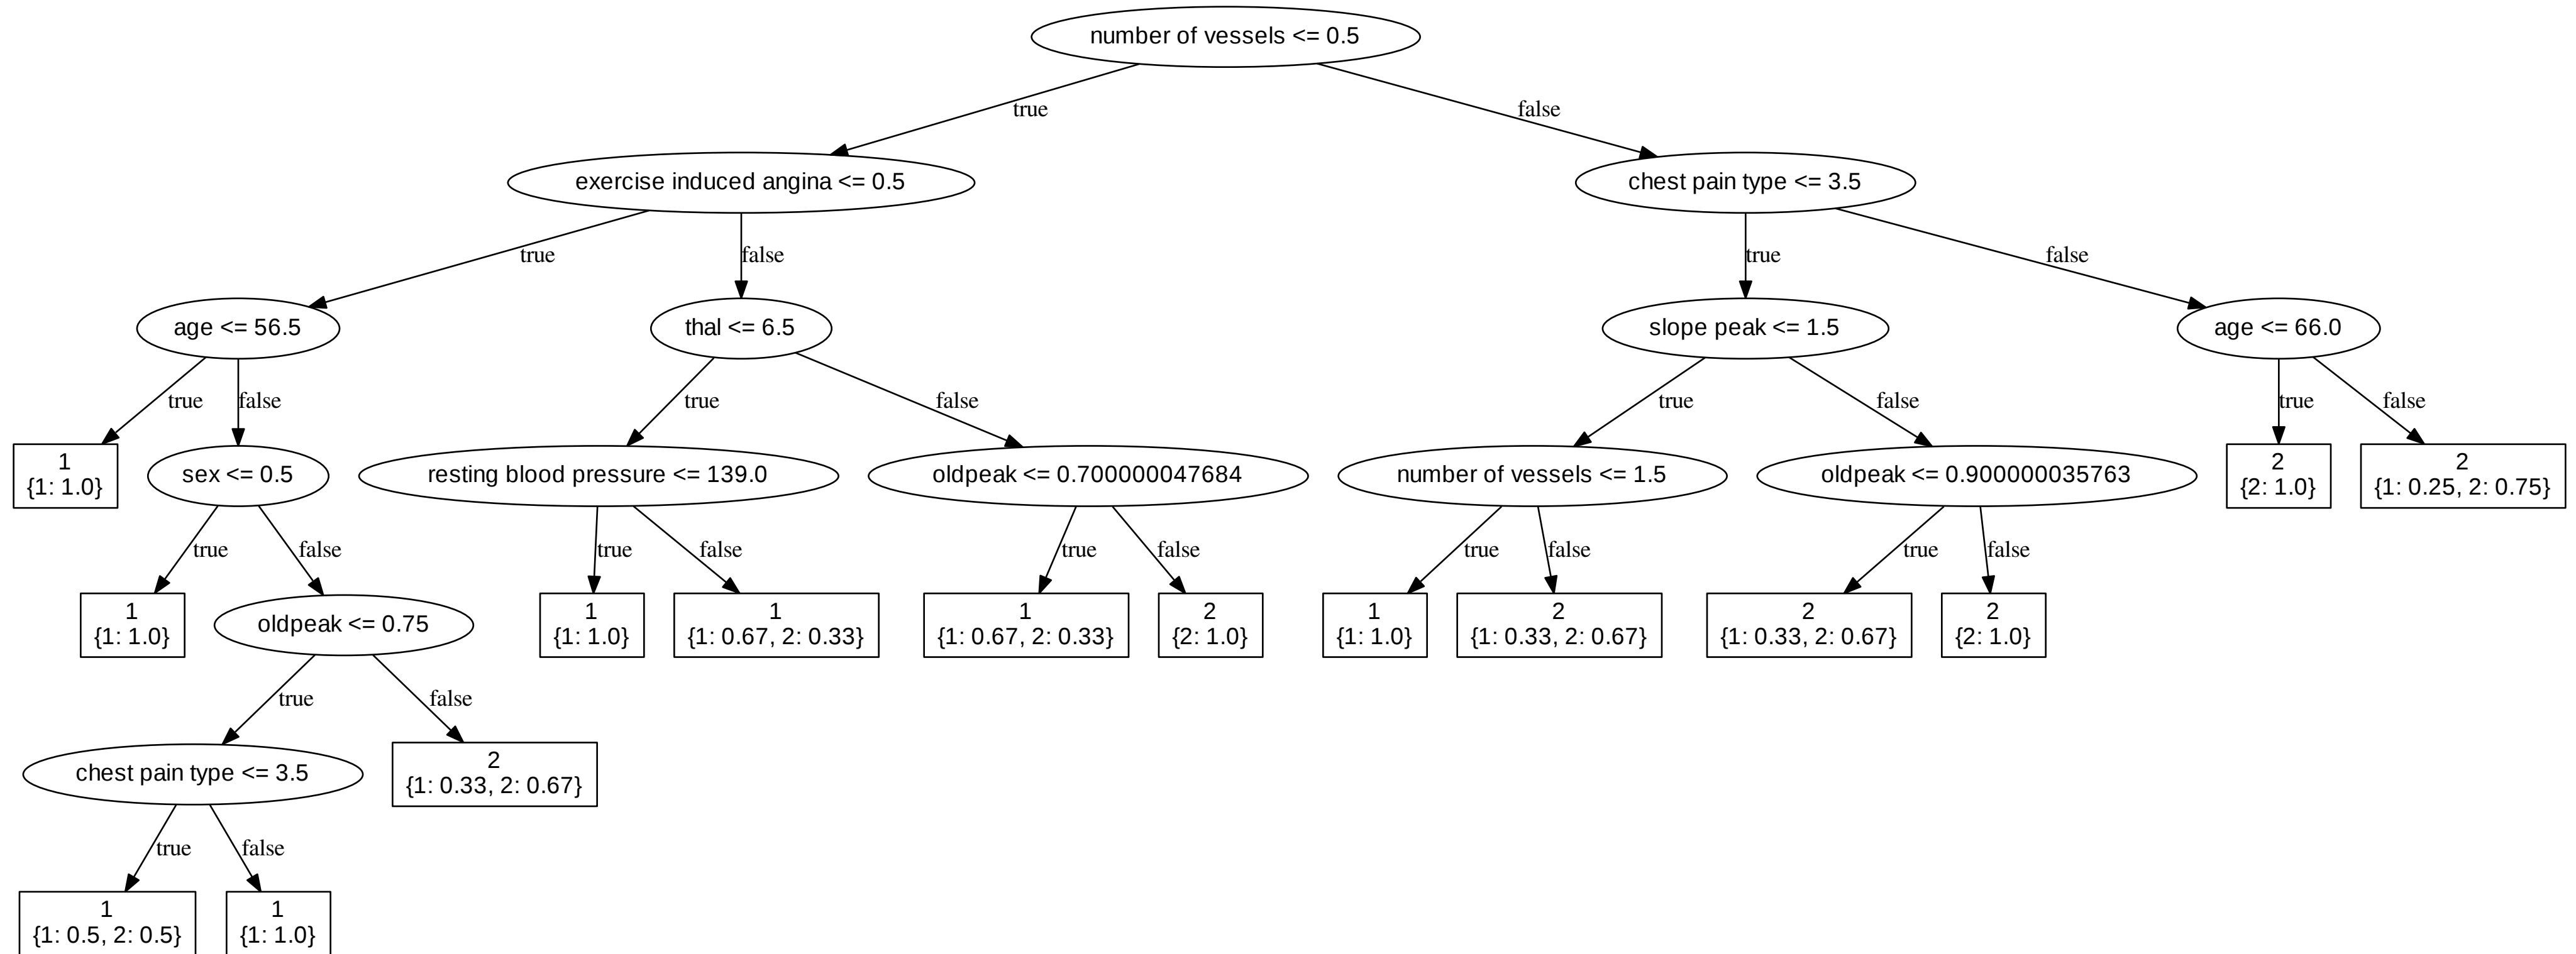 number of vessels <= 0.5
true
false
exercise induced angina <= 0.5
chest pain type <= 3.5
true
false
true
false
age <= 56.5
thal <= 6.5
slope peak <= 1.5
age <= 66.0
true
false
true
false
true
false
true
false
1
{1: 1.0}
sex <= 0.5
resting blood pressure <= 139.0
oldpeak <= 0.700000047684
number of vessels <= 1.5
oldpeak <= 0.900000035763
2
{2: 1.0}
2
{1: 0.25, 2: 0.75}
true
false
true
false
true
false
true
false
true
false
1
{1: 1.0}
oldpeak <= 0.75
1
{1: 1.0}
1
{1: 0.67, 2: 0.33}
1
{1: 0.67, 2: 0.33}
2
{2: 1.0}
1
{1: 1.0}
2
{1: 0.33, 2: 0.67}
2
{1: 0.33, 2: 0.67}
2
{2: 1.0}
true
false
chest pain type <= 3.5
2
{1: 0.33, 2: 0.67}
true
false
1
{1: 0.5, 2: 0.5}
1
{1: 1.0}